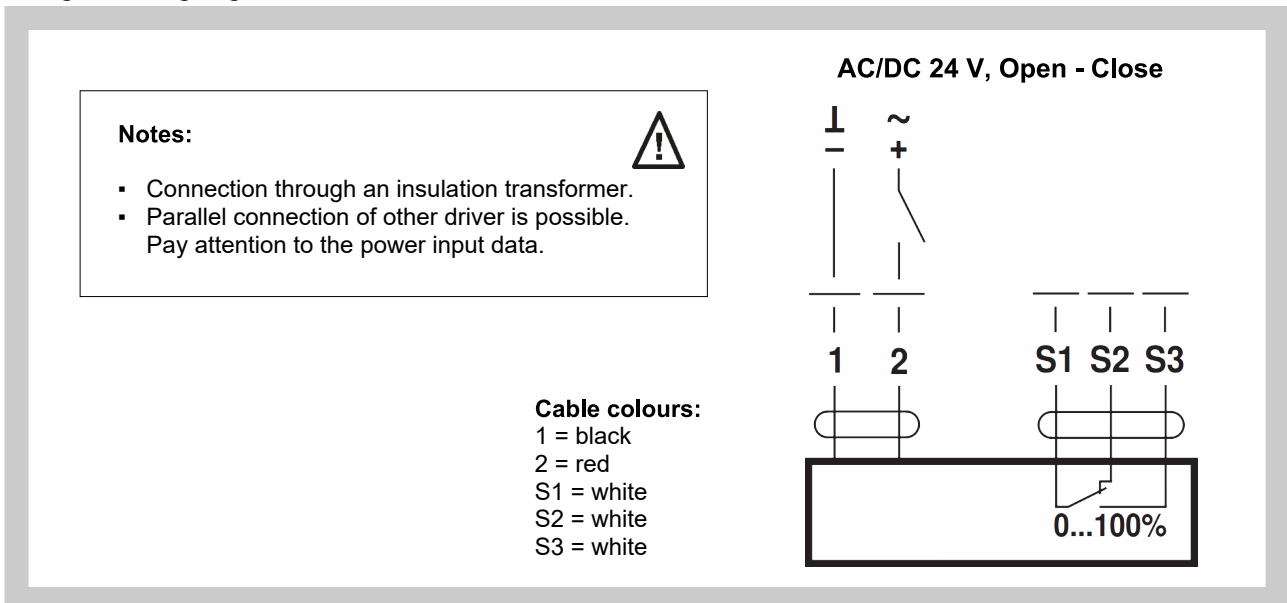 AC/DC 24 V, Open - Close
Notes:
▪ Connection through an insulation transformer.
▪ Parallel connection of other driver is possible.
Pay attention to the power input data.
⊥ ~
– +
1 2 S1 S2 S3
Cable colours:
1 = black
2 = red
S1 = white
S2 = white
S3 = white
0...100%